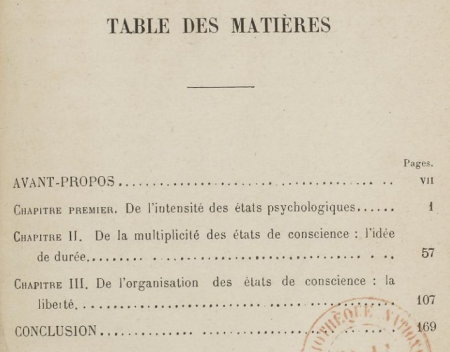 TABLE DES MATIÈRES
Pages.
AVANT-PROPOS VII
CHAPITRE PREMIER. De l'intensité des états psychologiques 1
CHAPITRE II. De la multiplicité des états de conscience : l'idée
de durée 57
CHAPITRE III. De l'organisation des états de conscience : la
liberté 107
CONCLUSION 169